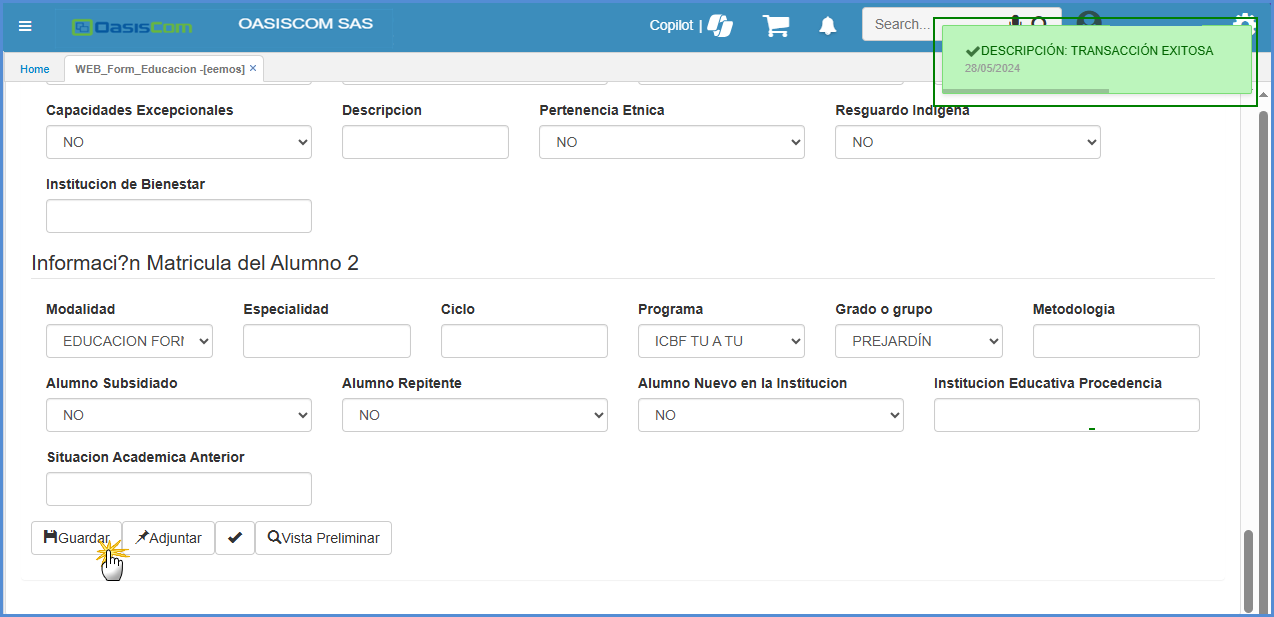 OasisCom
OASISCOM SAS
Copilot |
Search...
DESCRIPCIÓN: TRANSACCIÓN EXITOSA
28/05/2024
Home
WEB_Form_Educacion -[eemos] ×
Capacidades Excepcionales
Descripcion
Pertenencia Etnica
Resguardo Indigena
NO
NO
NO
Institucion de Bienestar
Informaci?n Matricula del Alumno 2
Modalidad
Especialidad
Ciclo
Programa
Grado o grupo
Metodologia
EDUCACION FORM
ICBF TU A TU
PREJARDÍN
Alumno Subsidiado
Alumno Repitente
Alumno Nuevo en la Institucion
Institucion Educativa Procedencia
NO
NO
NO
Situacion Academica Anterior
Guardar
Adjuntar
Vista Preliminar